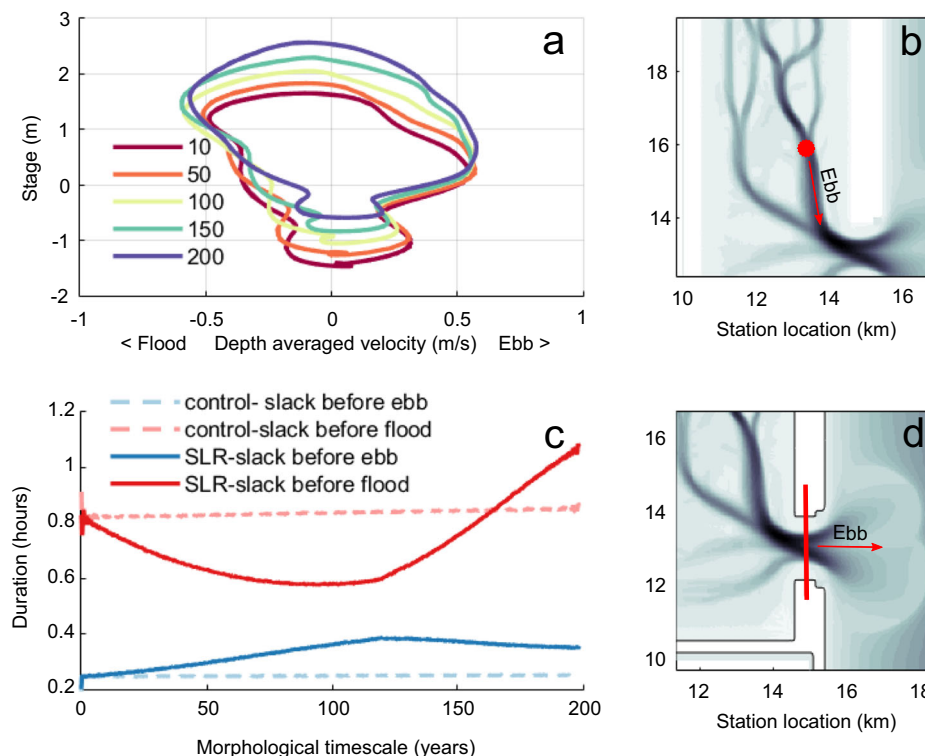 a
3
2
1
0
-1
-2
Stage (m)
10
50
100
150
200
-1 -0.5 0 0.5 1
< Flood Depth averaged velocity (m/s) Ebb >
b
18
16
14
Ebb
10 12 14 16
Station location (km)
c
1.2
1
0.8
0.6
0.4
0.2
Duration (hours)
control- slack before ebb
control-slack before flood
SLR-slack before ebb
SLR-slack before flood
0 50 100 150 200
Morphological timescale (years)
d
16
14
12
10
Ebb
12 14 16 18
Station location (km)